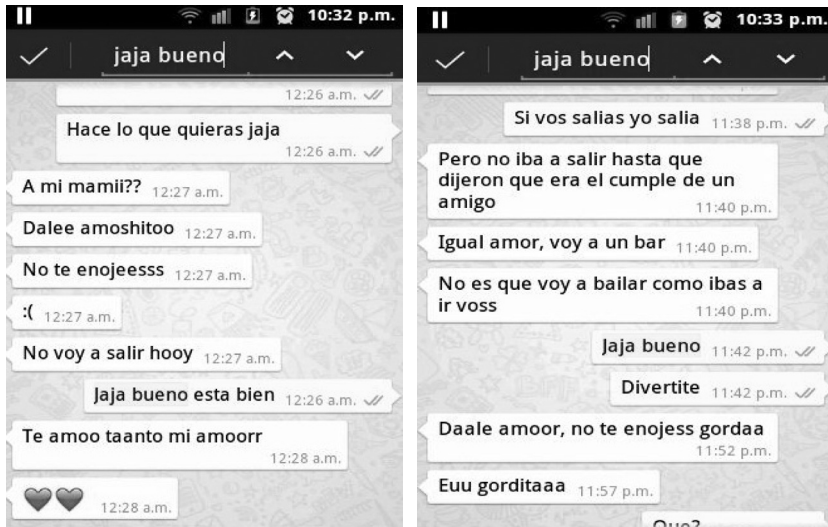 10:32 p.m.
jaja bueno
12:26 a.m.
Hace lo que quieras jaja
12:26 a.m.
A mi mamii?? 12:27 a.m.
Dalee amoshitoo 12:27 a.m.
No te enojeesss 12:27 a.m.
:( 12:27 a.m.
No voy a salir hooy 12:27 a.m.
Jaja bueno esta bien 12:26 a.m.
Te amoo taanto mi amoorr
12:28 a.m.
12:28 a.m.
10:33 p.m.
jaja bueno
Si vos salias yo salia 11:38 p.m.
Pero no iba a salir hasta que
dijeron que era el cumple de un
amigo
11:40 p.m.
Igual amor, voy a un bar 11:40 p.m.
No es que voy a bailar como ibas a
ir voss
11:40 p.m.
Jaja bueno 11:42 p.m.
Divertite 11:42 p.m.
Daale amoor, no te enojess gordaa
11:52 p.m.
Euu gorditaaa 11:57 p.m.
Que?